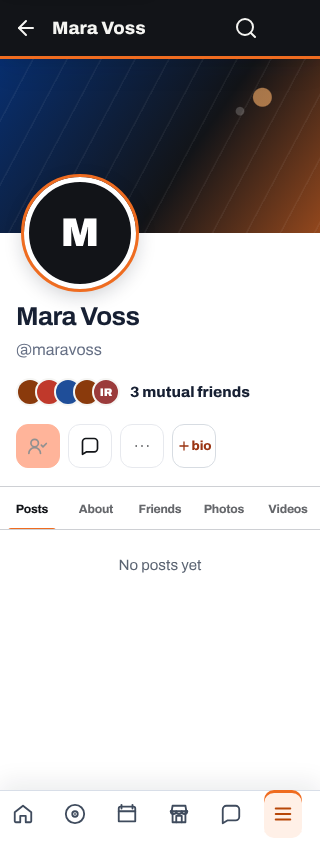 Mara Voss
M
Mara Voss
@maravoss
IR 3 mutual friends
+bio
Posts About Friends Photos Videos
No posts yet